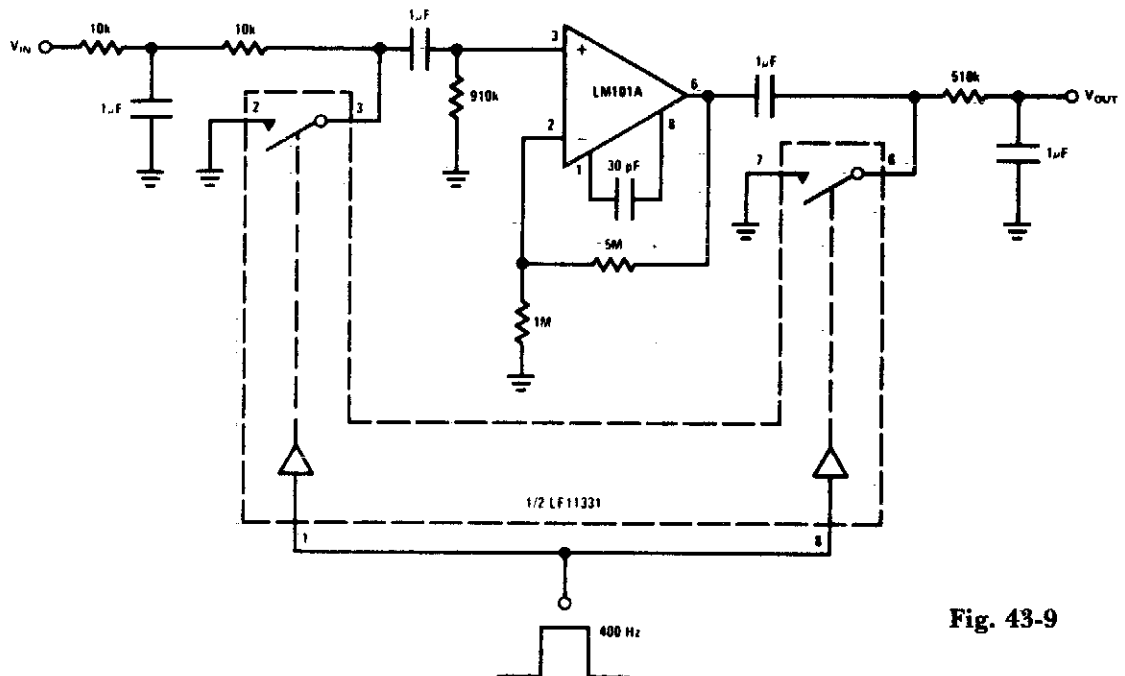 1µF
10k
10k
VIN
3
+
LM101A
6
1µF
510k
VOUT
1µF
2
3
910k
2
−
8
1
30 pF
7
6
1µF
5M
1M
1/2 LF11331
1
8
400 Hz
Fig. 43-9